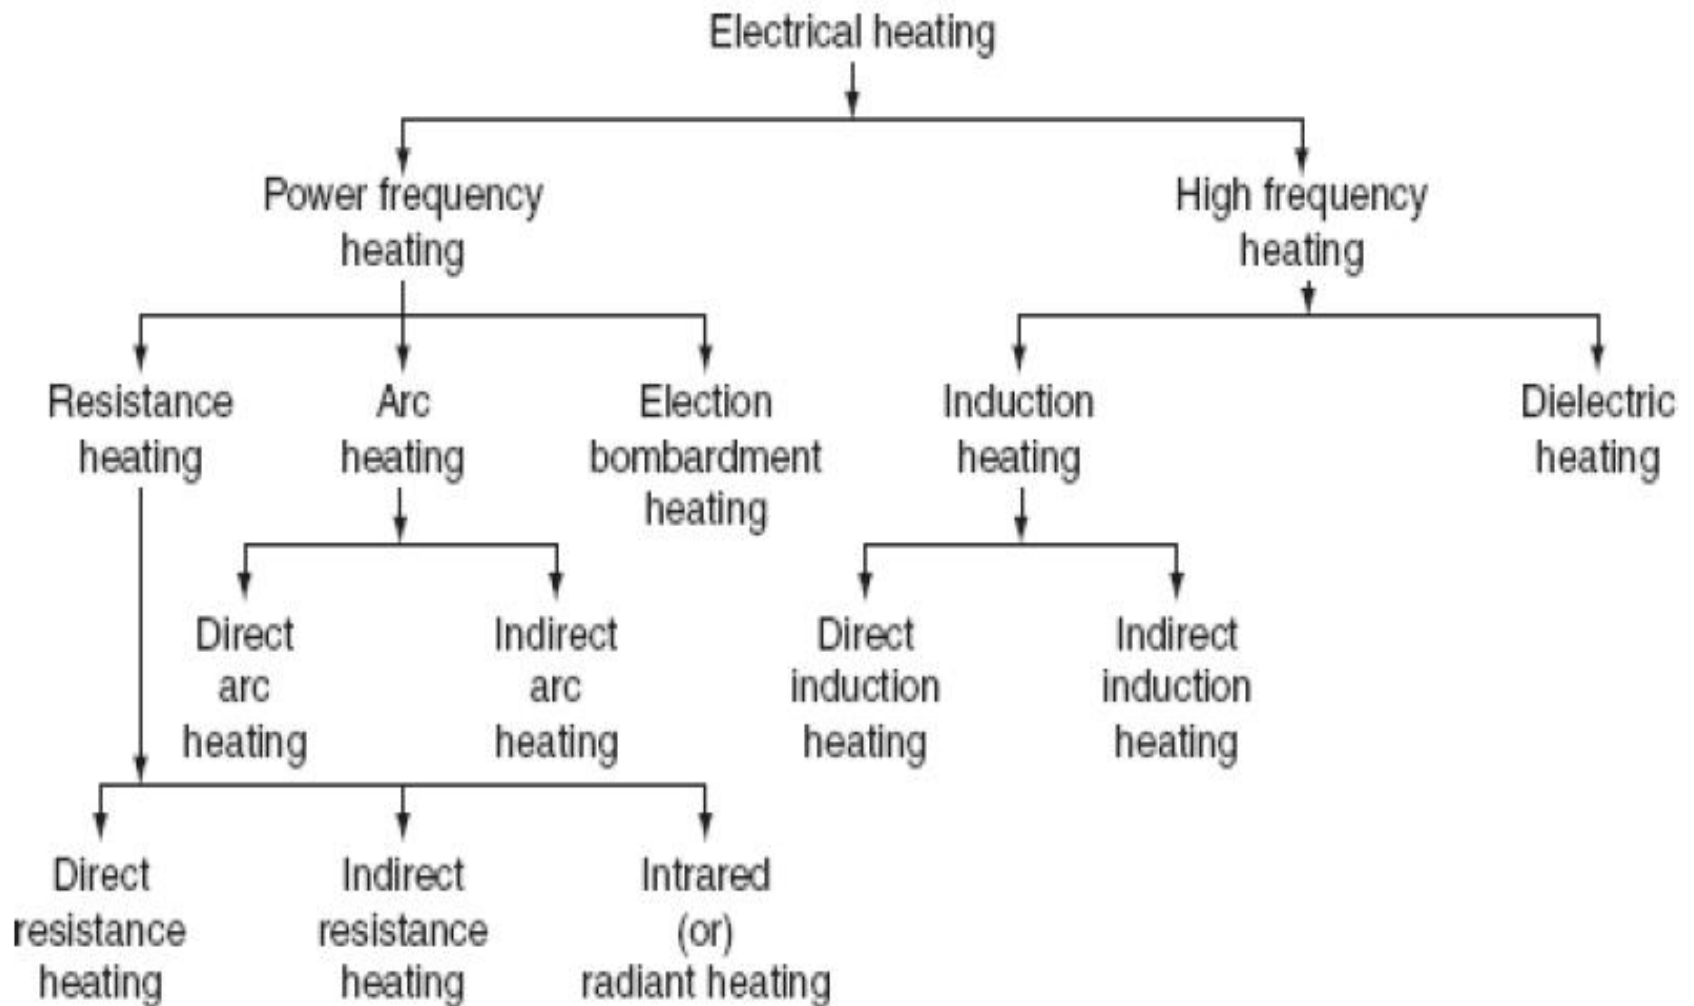 Electrical heating
Power frequency
heating
High frequency
heating
Resistance
heating
Arc
heating
Election
bombardment
heating
Induction
heating
Dielectric
heating
Direct
arc
heating
Indirect
arc
heating
Direct
induction
heating
Indirect
induction
heating
Direct
resistance
heating
Indirect
resistance
heating
Intrared
(or)
radiant heating